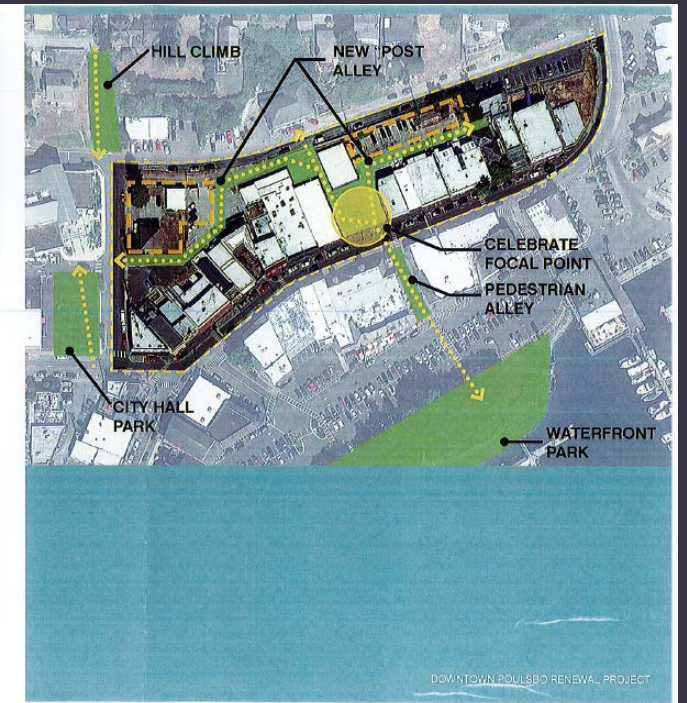 HILL CLIMB
NEW "POST
ALLEY
CELEBRATE
FOCAL POINT
PEDESTRIAN
ALLEY
CITY HALL
PARK
WATERFRONT
PARK
DOWNTOWN POULSBO RENEWAL PROJECT